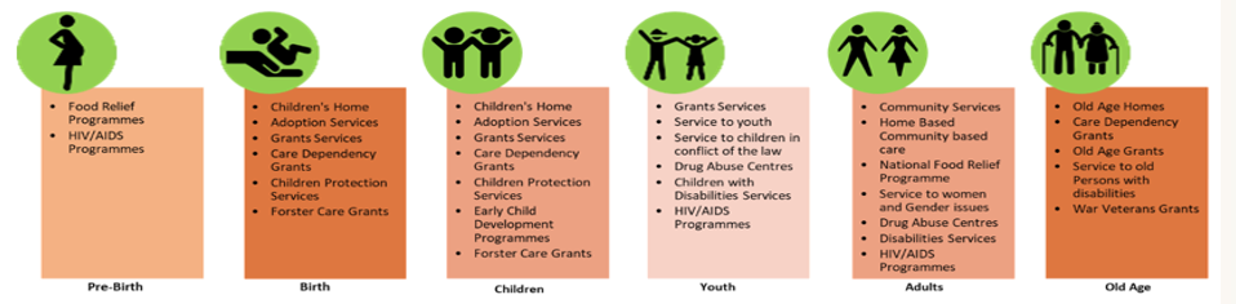 • Food Relief
Programmes
• HIV/AIDS
Programmes
Pre-Birth
• Children's Home
• Adoption Services
• Grants Services
• Care Dependency
Grants
• Children Protection
Services
• Forster Care Grants
Birth
• Children's Home
• Adoption Services
• Grants Services
• Care Dependency
Grants
• Children Protection
Services
• Early Child
Development
Programmes
• Forster Care Grants
Children
• Grants Services
• Service to youth
• Service to children in
conflict of the law
• Drug Abuse Centres
• Children with
Disabilities Services
• HIV/AIDS
Programmes
Youth
• Community Services
• Home Based
Community based
care
• National Food Relief
Programme
• Service to women
and Gender issues
• Drug Abuse Centres
• Disabilities Services
• HIV/AIDS
Programmes
Adults
• Old Age Homes
• Care Dependency
Grants
• Old Age Grants
• Service to old
Persons with
disabilities
• War Veterans Grants
Old Age